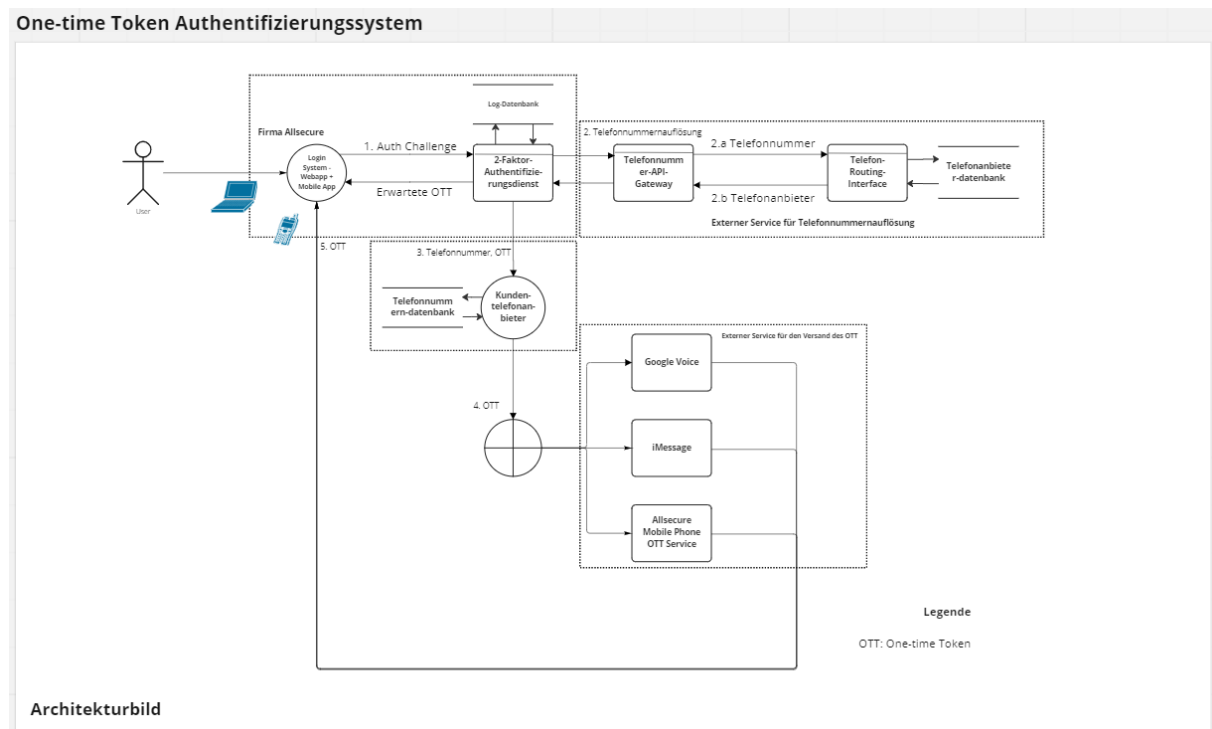 One-time Token Authentifizierungssystem
Log-Datenbank
Firma Allsecure
2. Telefonnummernauflösung
User
Login
System -
Webapp +
Mobile App
1. Auth Challenge
Erwartete OTT
2-Faktor-
Authentifizie-
rungsdienst
Telefonnumm
er-API-
Gateway
2.a Telefonnummer
2.b Telefonanbieter
Telefon-
Routing-
Interface
Telefonanbiete
r-datenbank
Externer Service für Telefonnummernauflösung
5. OTT
3. Telefonnummer, OTT
Telefonnumm
ern-datenbank
Kunden-
telefonan-
bieter
Externer Service für den Versand des OTT
Google Voice
4. OTT
iMessage
Allsecure
Mobile Phone
OTT Service
Legende
OTT: One-time Token
Architekturbild